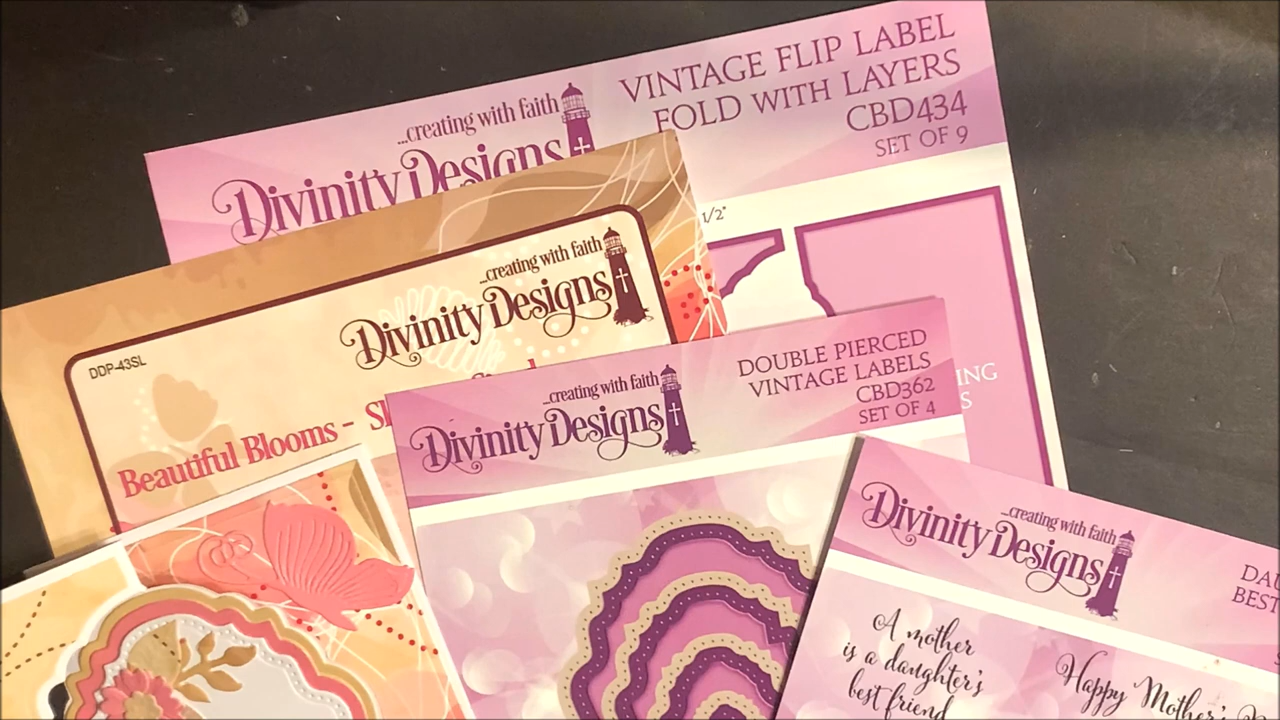 ...creating with faith
Divinity Designs
VINTAGE FLIP LABEL
FOLD WITH LAYERS
CBD434
SET OF 9
1/2"
...creating with faith
Divinity Designs
DDP-43SL
Beautiful Blooms -
...creating with faith
Divinity Designs
DOUBLE PIERCED
VINTAGE LABELS
CBD362
SET OF 4
...creating with faith
Divinity Designs
BEST
A mother
is a daughter's
best friend
Happy Mother's